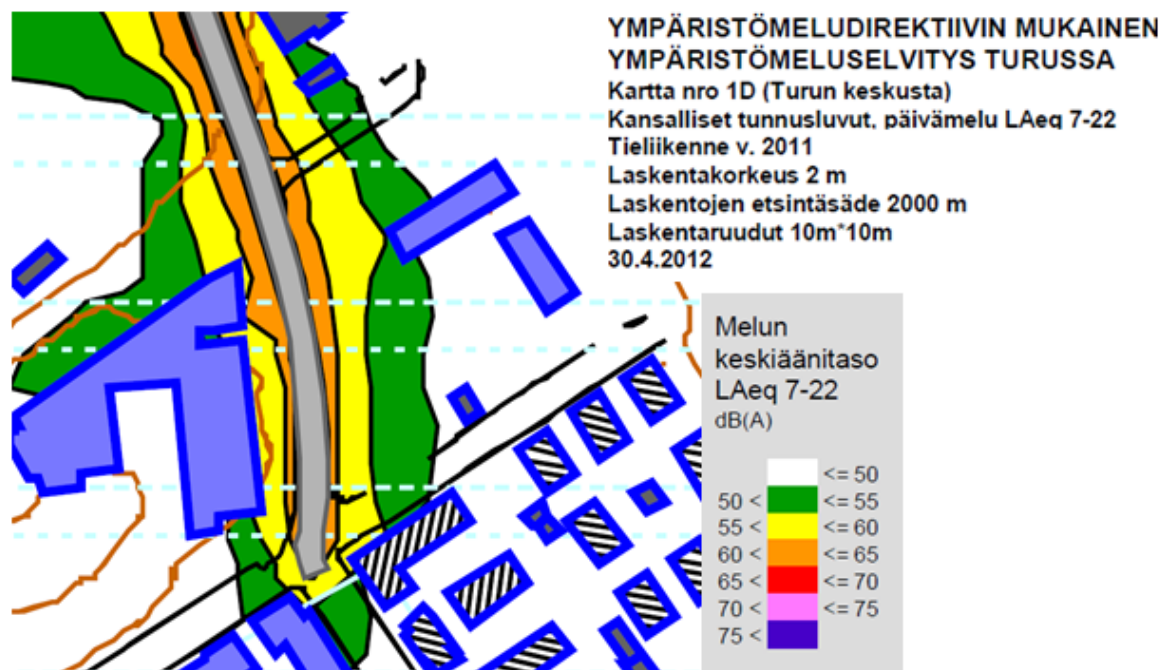 YMPÄRISTÖMELUDIREKTIIVIN MUKAINEN
YMPÄRISTÖMELUSELVITYS TURUSSA
Kartta nro 1D (Turun keskusta)
Kansalliset tunnusluvut, päivämelu LAeq 7-22
Tieliikenne v. 2011
Laskentakorkeus 2 m
Laskentojen etsintäsäde 2000 m
Laskentaruudut 10m*10m
30.4.2012
Melun
keskiäänitaso
LAeq 7-22
dB(A)
<= 50
50 < <= 55
55 < <= 60
60 < <= 65
65 < <= 70
70 < <= 75
75 <